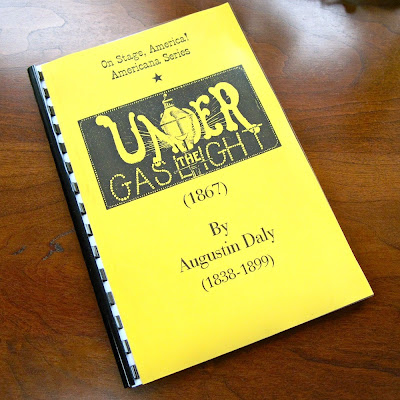 On Stage, America!
Americana Series
UNDER
THE
GASLIGHT
(1867)
By
Augustin Daly
(1838-1899)